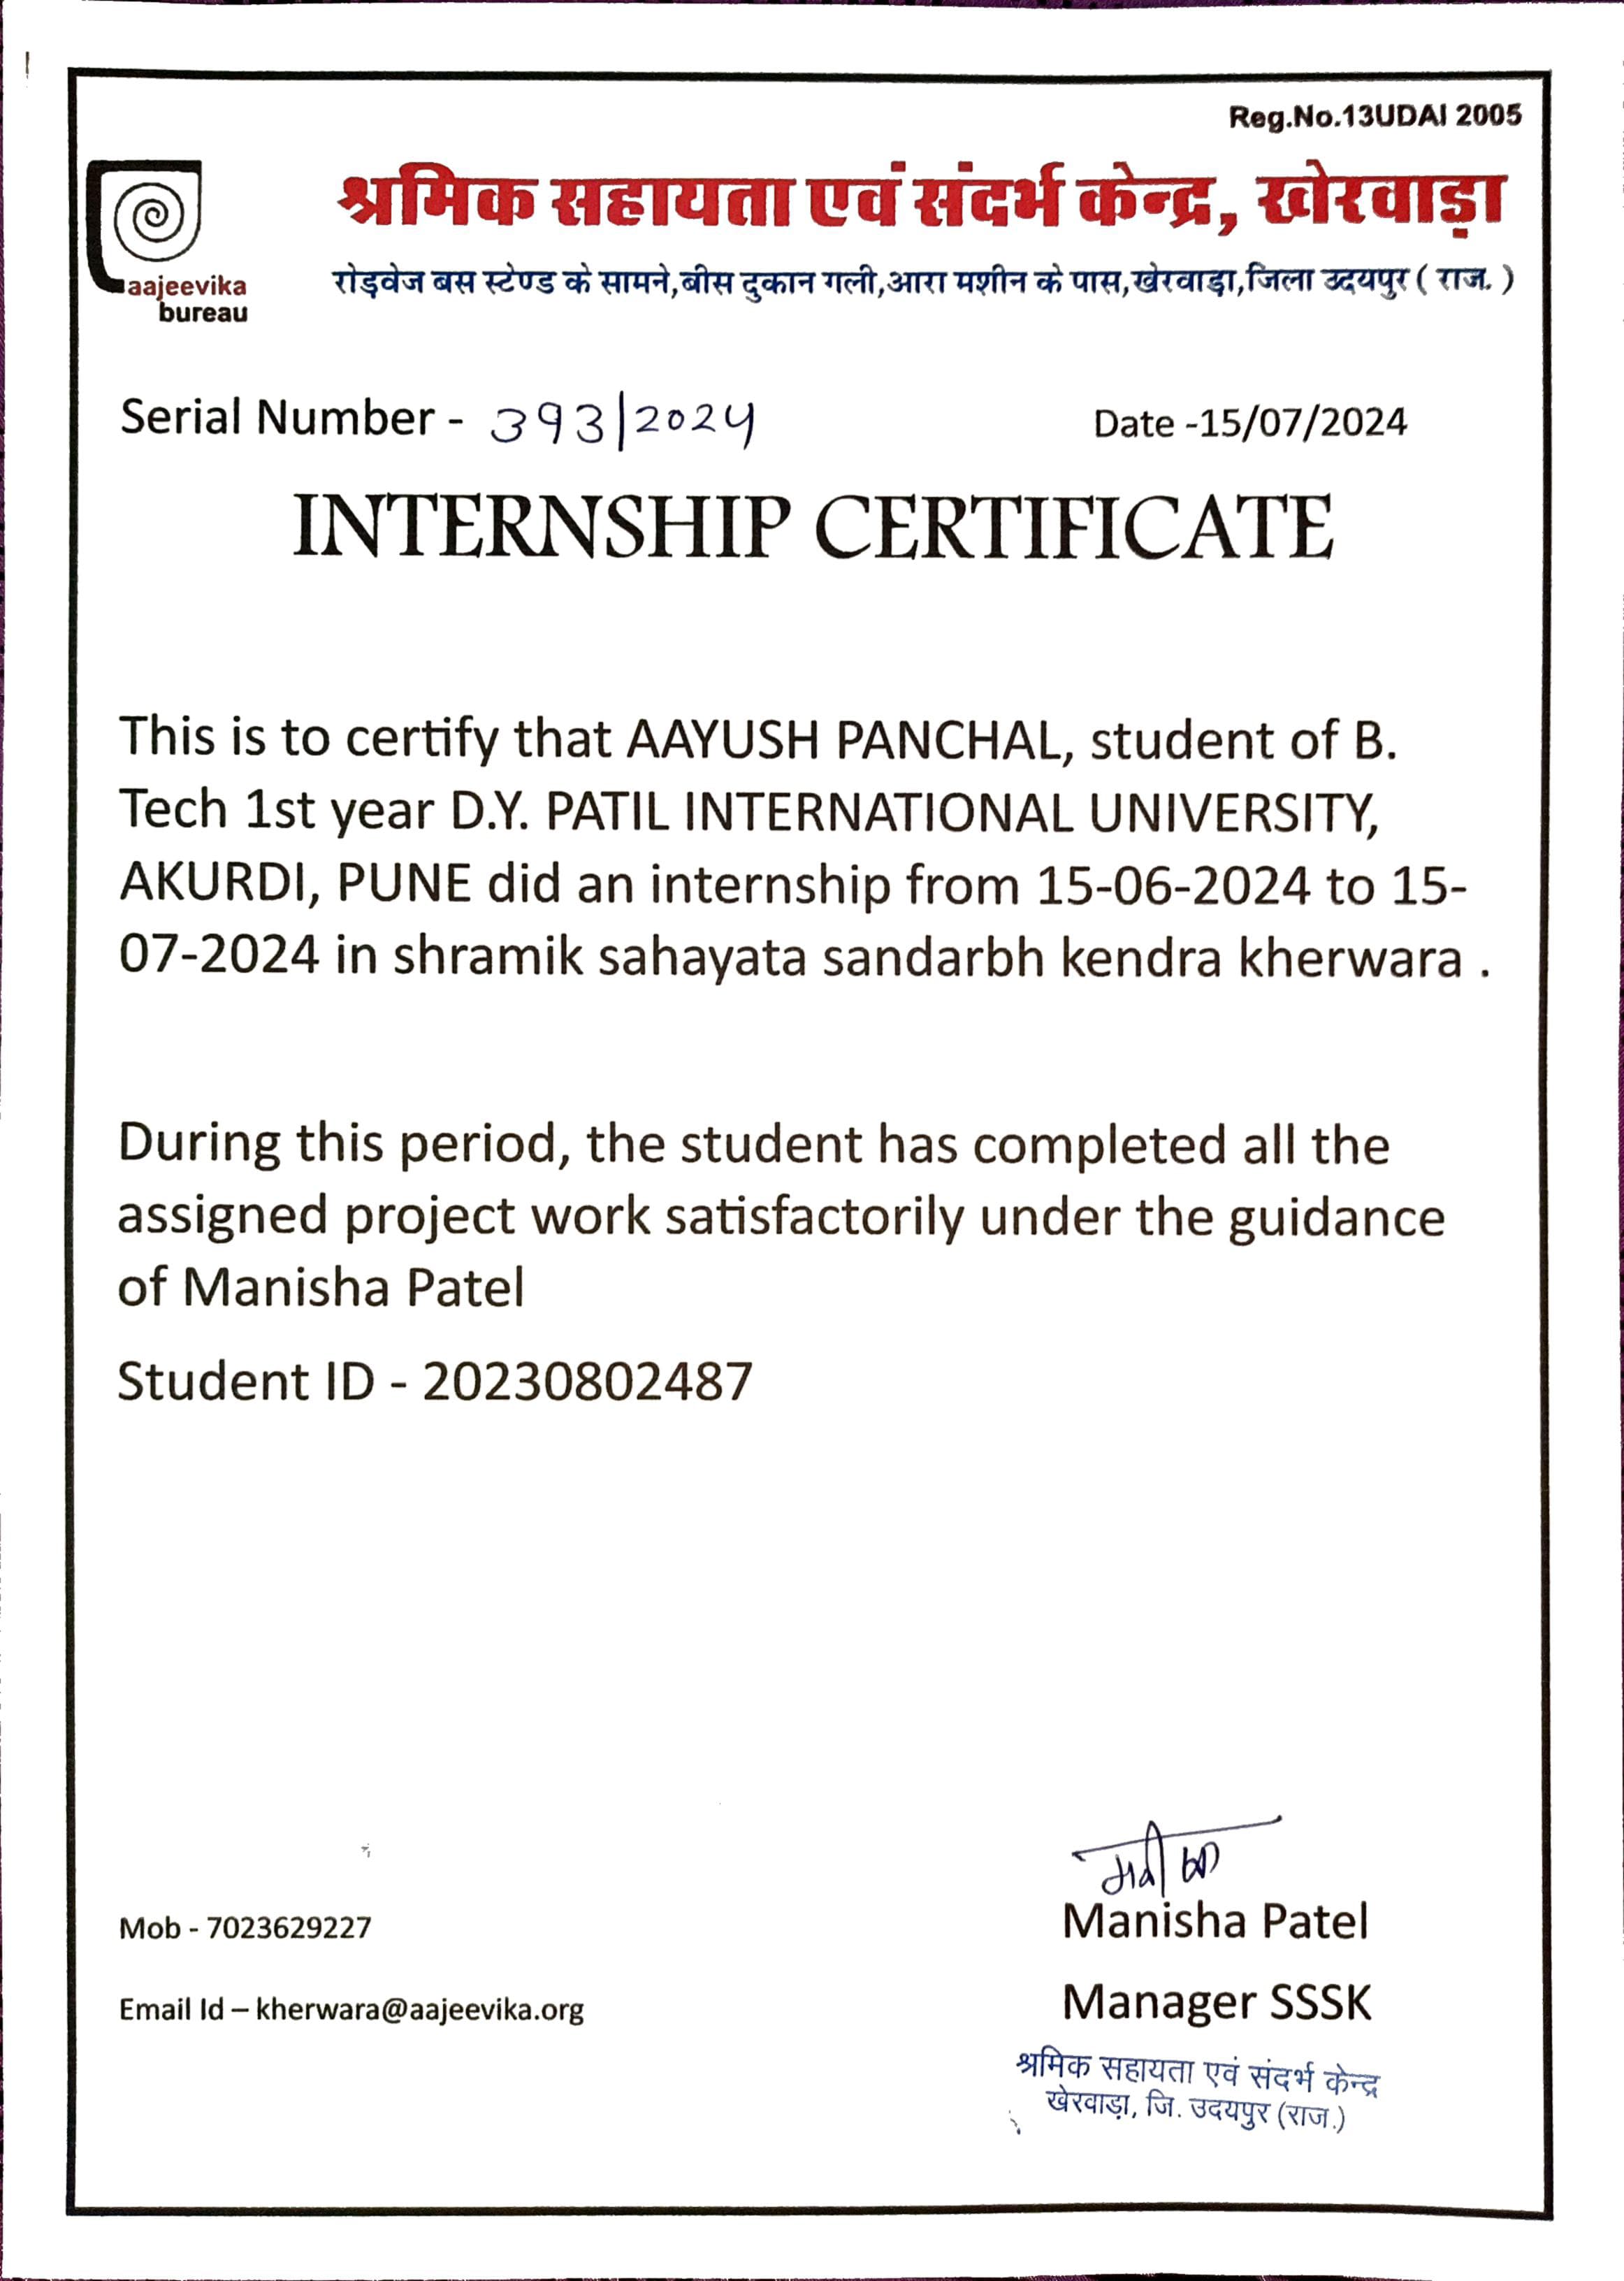 Reg.No.13UDAI 2005
श्रमिक सहायता एवं संदर्भ केन्द्र, खेरवाड़ा
aajeevika
bureau
रोड़वेज बस स्टेण्ड के सामने,बीस दुकान गली,आरा मशीन के पास,खेरवाड़ा,जिला उदयपुर ( राज. )
Serial Number - 393|2024
Date -15/07/2024
INTERNSHIP CERTIFICATE
This is to certify that AAYUSH PANCHAL, student of B.
Tech 1st year D.Y. PATIL INTERNATIONAL UNIVERSITY,
AKURDI, PUNE did an internship from 15-06-2024 to 15-
07-2024 in shramik sahayata sandarbh kendra kherwara .
During this period, the student has completed all the
assigned project work satisfactorily under the guidance
of Manisha Patel
Student ID - 20230802487
Mob - 7023629227
Email Id – kherwara@aajeevika.org
Manisha Patel
Manager SSSK
श्रमिक सहायता एवं संदर्भ केन्द्र
खेरवाड़ा, जि. उदयपुर (राज.)